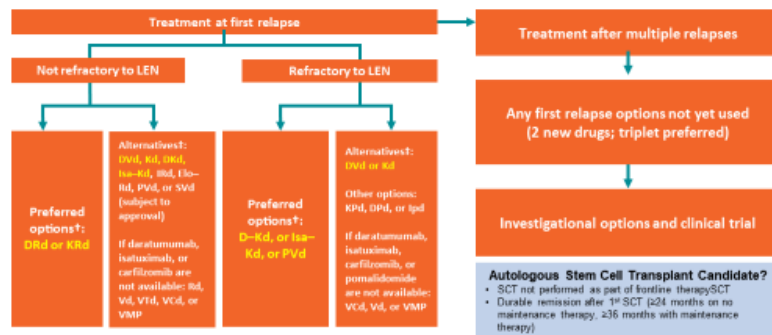 Treatment at first relapse
Not refractory to LEN
Refractory to LEN
Preferred
options†:
DRd or KRd
Alternatives‡:
DVd, Kd, DKd,
Isa–Kd, IRd, Elo–
Rd, PVd, or SVd
(subject to
approval)
If daratumumab,
isatuximab,
or
carfilzomib are
not available: Rd,
Vd, VTd, VCd, or
VMP
Preferred
options†:
D–Kd, or Isa–
Kd, or PVd
Alternatives‡:
DVd or Kd
Other options:
KPd, DPd, or Ipd
If daratumumab,
isatuximab,
carfilzomib, or
pomalidomide
are not available:
VCd, Vd, or VMP
Treatment after multiple relapses
Any first relapse options not yet used
(2 new drugs; triplet preferred)
Investigational options and clinical trial
Autologous Stem Cell Transplant Candidate?
• SCT not performed as part of frontline therapySCT
• Durable remission after 1st SCT (≥24 months on no
maintenance therapy, ≥36 months with maintenance
therapy)